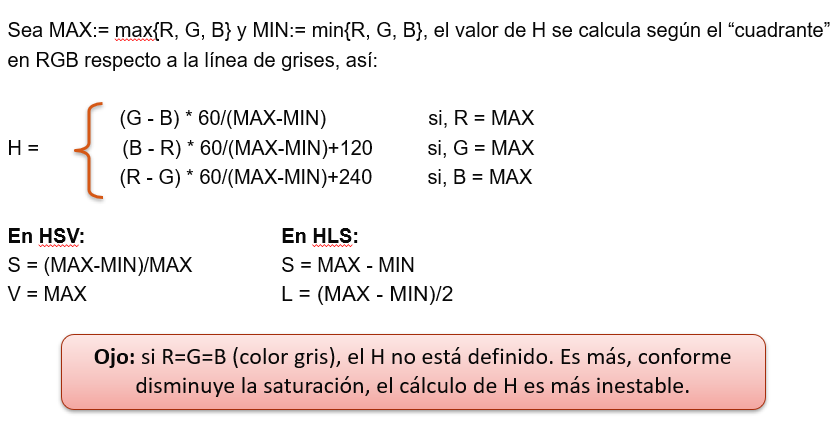 Sea MAX:= max{R, G, B} y MIN:= min{R, G, B}, el valor de H se calcula según el “cuadrante”
en RGB respecto a la línea de grises, así:
(G - B) * 60/(MAX-MIN) si, R = MAX
H = (B - R) * 60/(MAX-MIN)+120 si, G = MAX
(R - G) * 60/(MAX-MIN)+240 si, B = MAX
En HSV: En HLS:
S = (MAX-MIN)/MAX S = MAX - MIN
V = MAX L = (MAX - MIN)/2
Ojo: si R=G=B (color gris), el H no está definido. Es más, conforme
disminuye la saturación, el cálculo de H es más inestable.